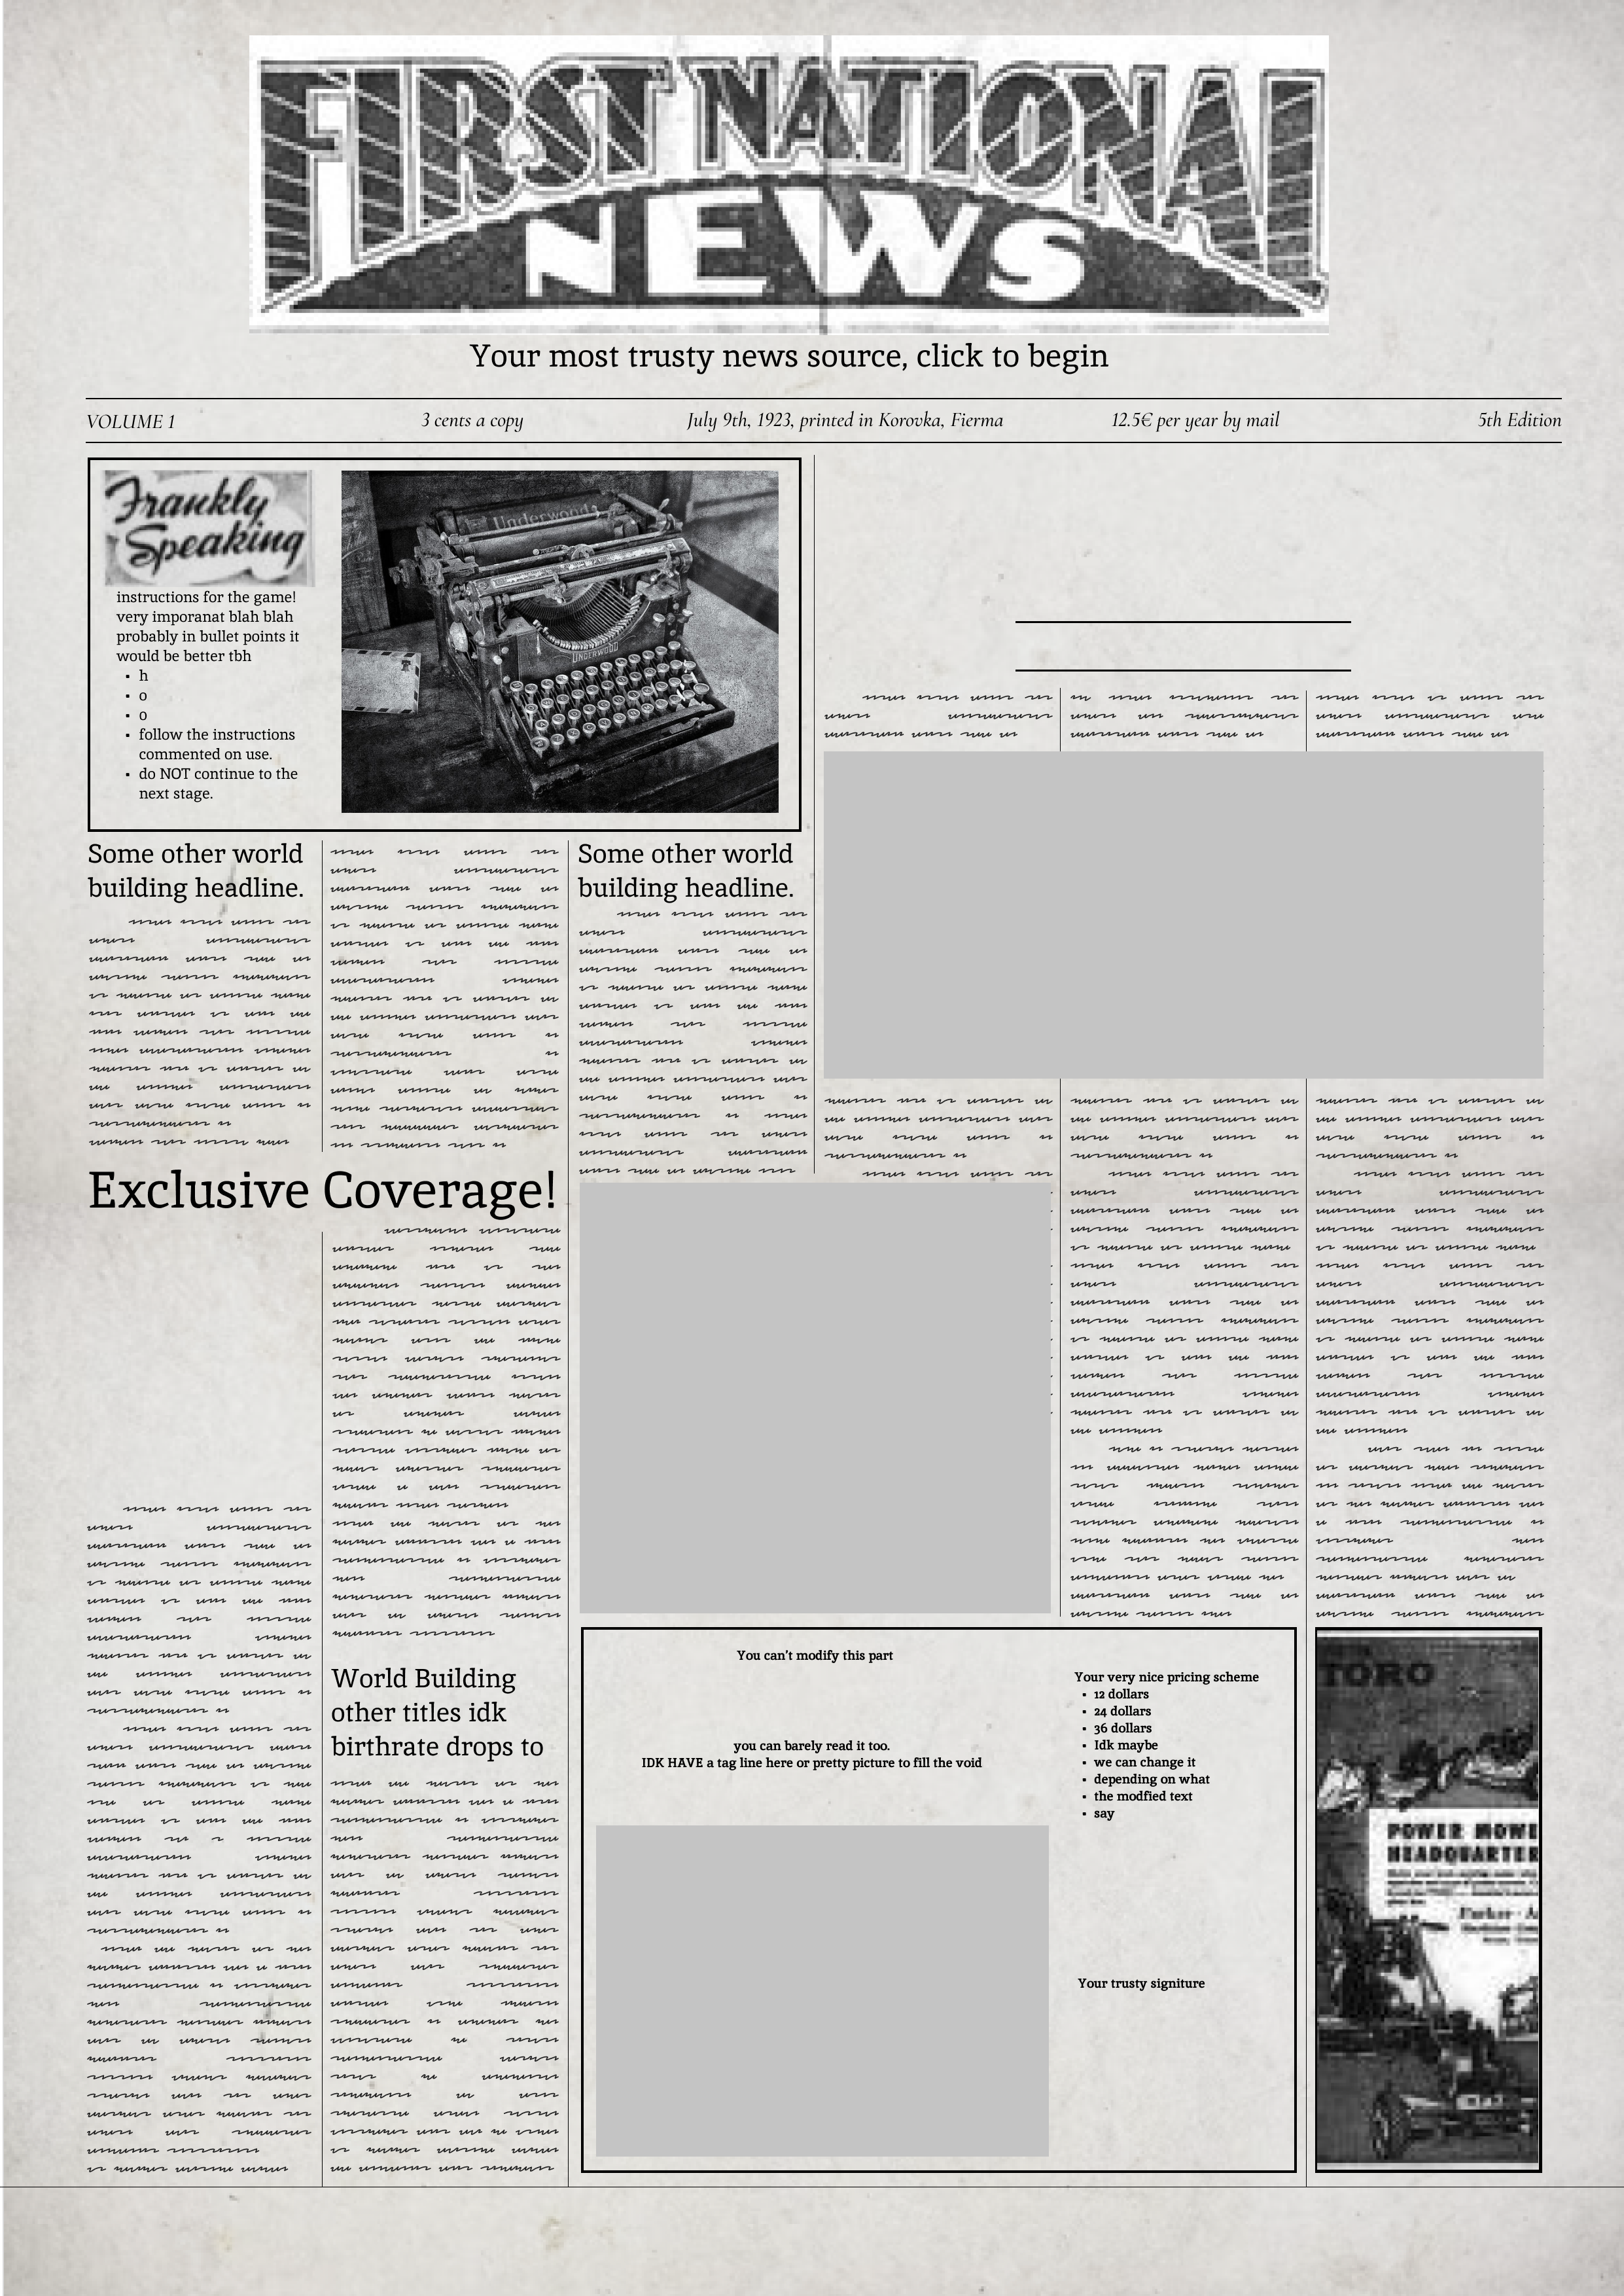 FIRST NATIONAL
NEWS
Your most trusty news source, click to begin
VOLUME 1
3 cents a copy
July 9th, 1923, printed in Korovka, Fierma
12.5€ per year by mail
5th Edition
Frankly
Speaking
instructions for the game!
very imporanat blah blah
probably in bullet points it
would be better tbh
▪ h
▪ o
▪ o
▪ follow the instructions
commented on use.
▪ do NOT continue to the
next stage.
Underwood
UNDERWOOD
Some other world
building headline.
Some other world
building headline.
Exclusive Coverage!
World Building
other titles idk
birthrate drops to
You can't modify this part
you can barely read it too.
IDK HAVE a tag line here or pretty picture to fill the void
Your very nice pricing scheme
▪ 12 dollars
▪ 24 dollars
▪ 36 dollars
▪ Idk maybe
▪ we can change it
▪ depending on what
▪ the modfied text
▪ say
Your trusty signiture
TORO
POWER MOWE
HEADQUARTER